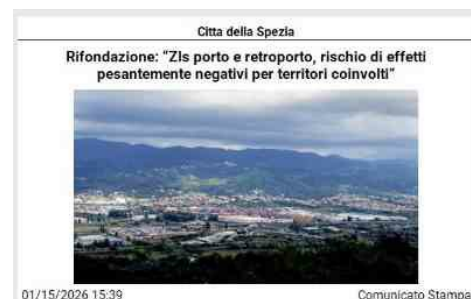 Citta della Spezia
Rifondazione: “Zls porto e retroporto, rischio di effetti
pesantemente negativi per territori coinvolti”
01/15/2026 15:39
Comunicato Stampa